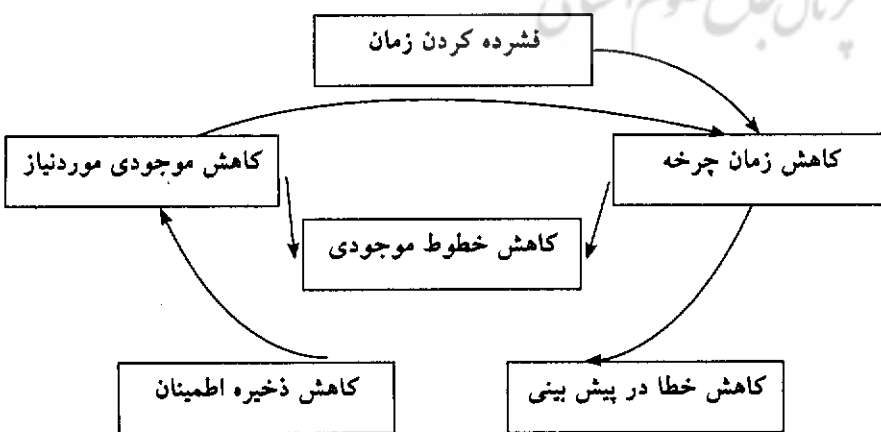 فشرده کردن زمان
کاهش زمان چرخه
کاهش موجودی موردنیاز
کاهش خطوط موجودی
کاهش خطا در پیش بینی
کاهش ذخیره اطمینان